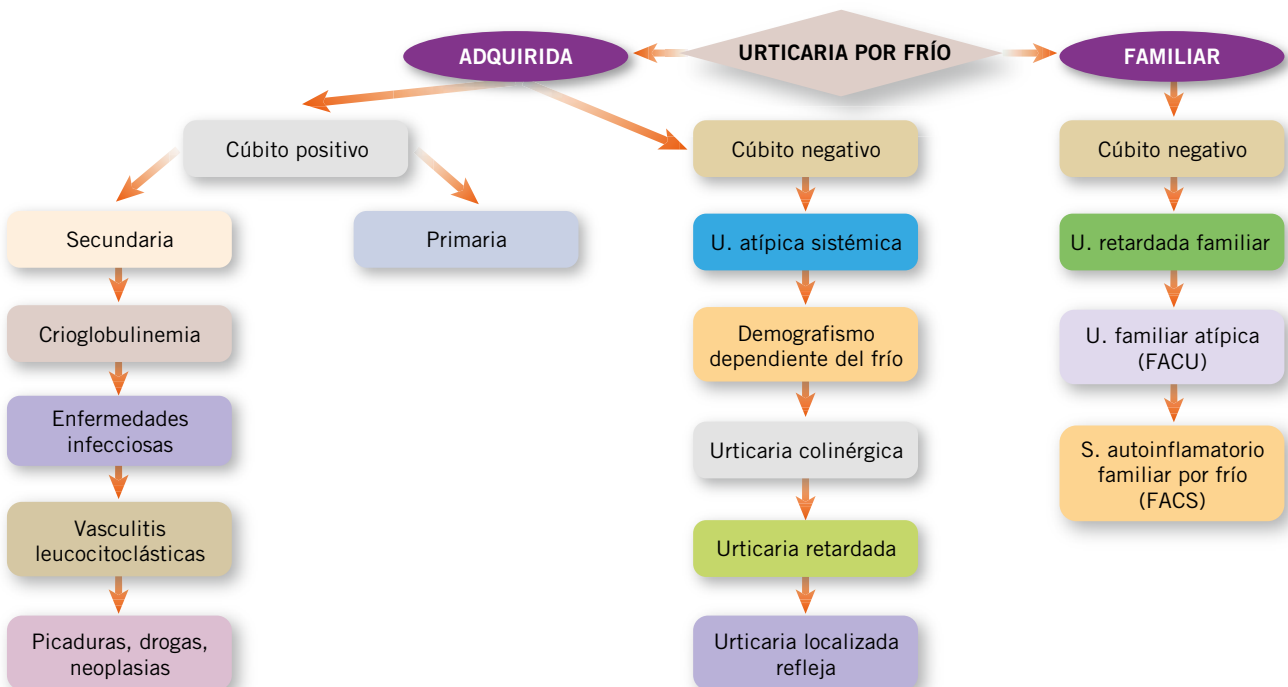 URTICARIA POR FRÍO
ADQUIRIDA
FAMILIAR
Cúbito positivo
Cúbito negativo
Cúbito negativo
Secundaria
Primaria
U. atípica sistémica
U. retardada familiar
Crioglobulinemia
Demografismo
dependiente del frío
U. familiar atípica
(FACU)
Enfermedades
infecciosas
Urticaria colinérgica
S. autoinflamatorio
familiar por frío
(FACS)
Vasculitis
leucocitoclásticas
Urticaria retardada
Picaduras, drogas,
neoplasias
Urticaria localizada
refleja